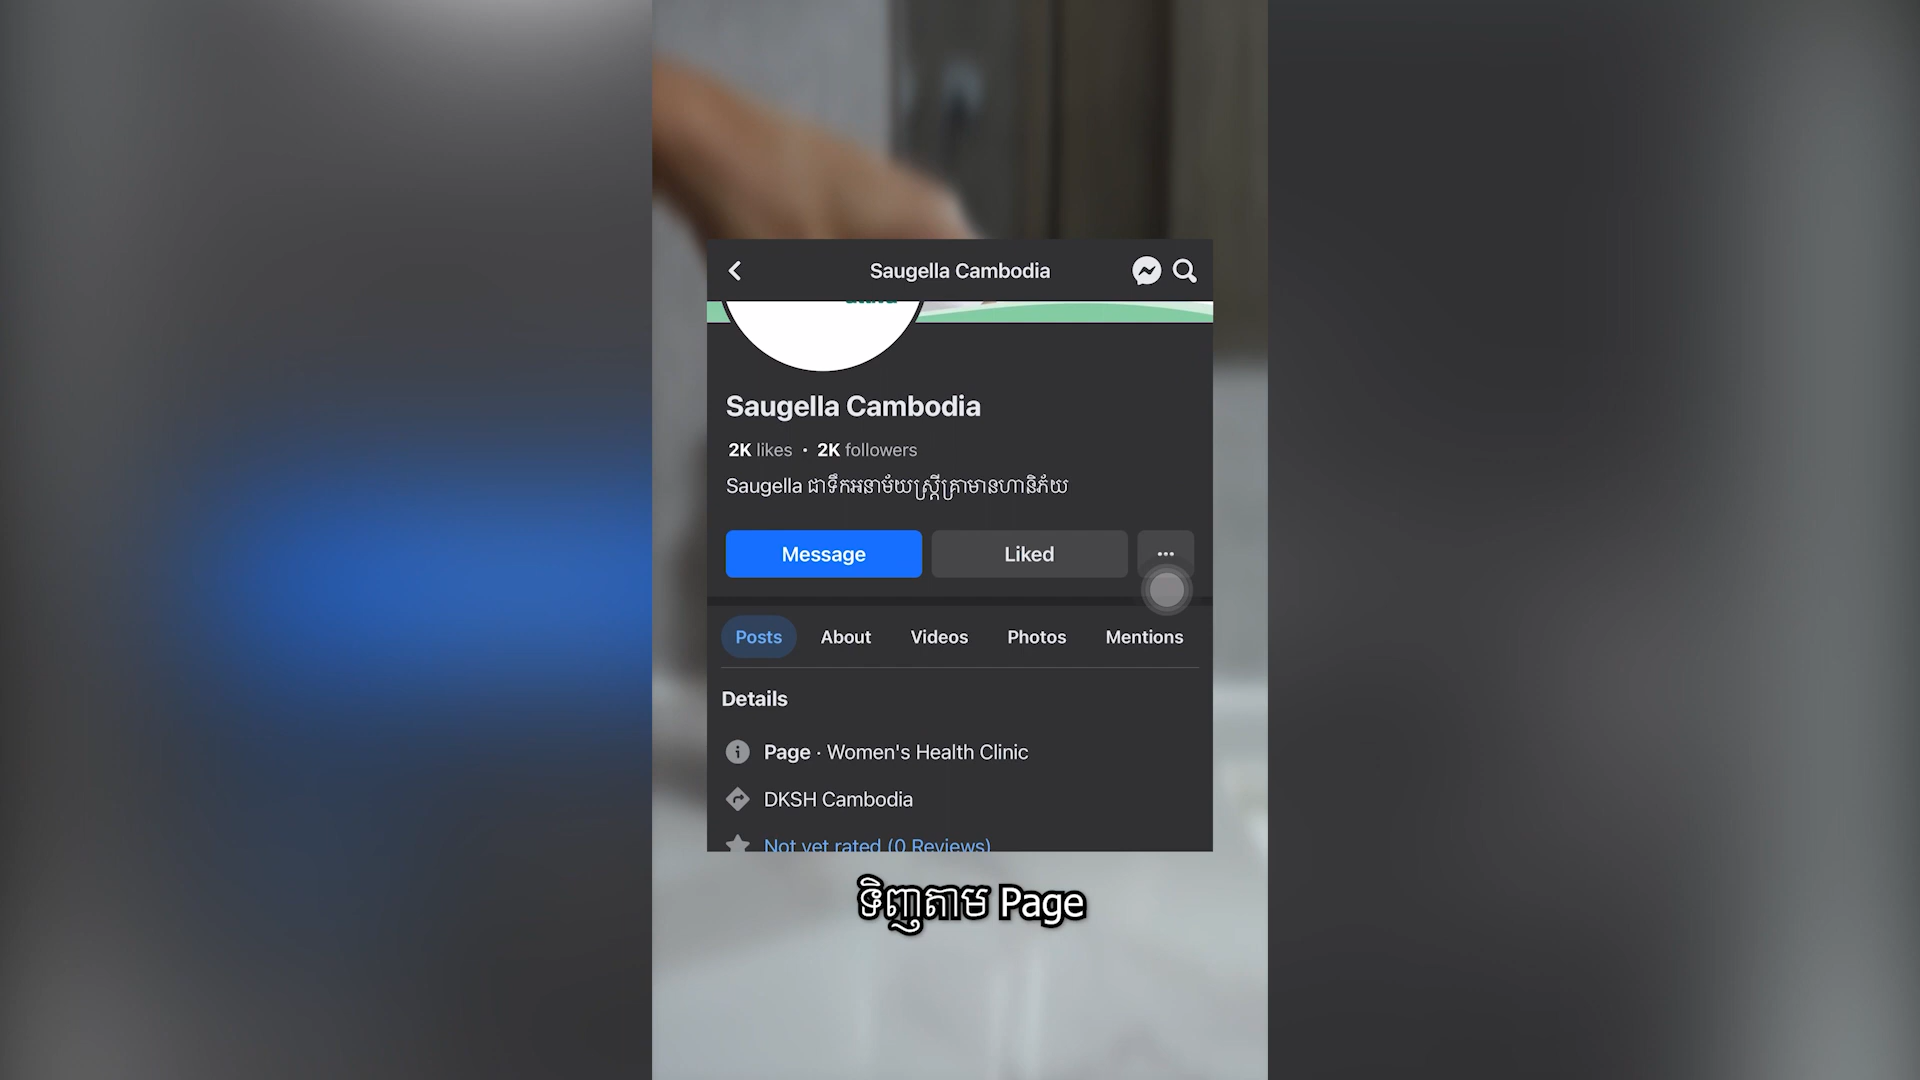 Saugella Cambodia
Saugella Cambodia
2K likes · 2K followers
Saugella ជាទឹកអនាម័យស្ត្រីគ្រាមានហានិភ័យ
Message
Liked
Posts
About
Videos
Photos
Mentions
Details
Page · Women's Health Clinic
DKSH Cambodia
Not yet rated (0 Reviews)
ទិញតាម Page